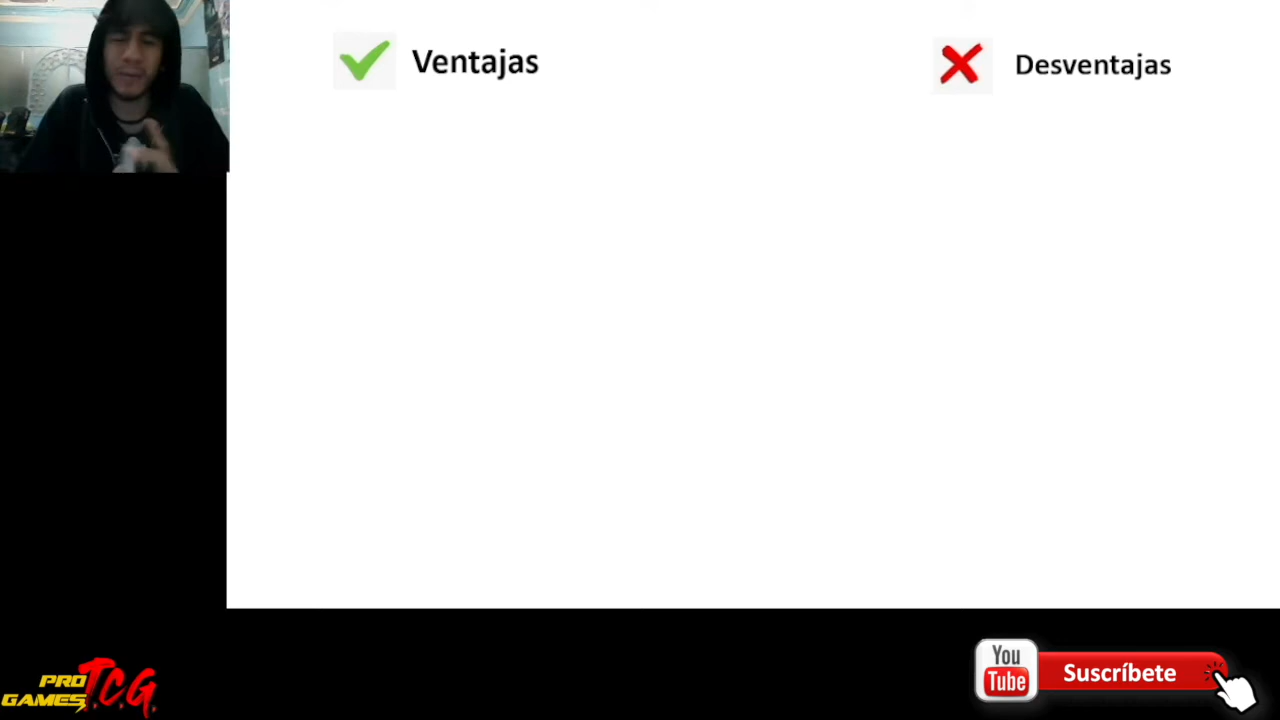 Ventajas
Desventajas
PRO
GAMES
T.C.G.
You
Tube
Suscríbete